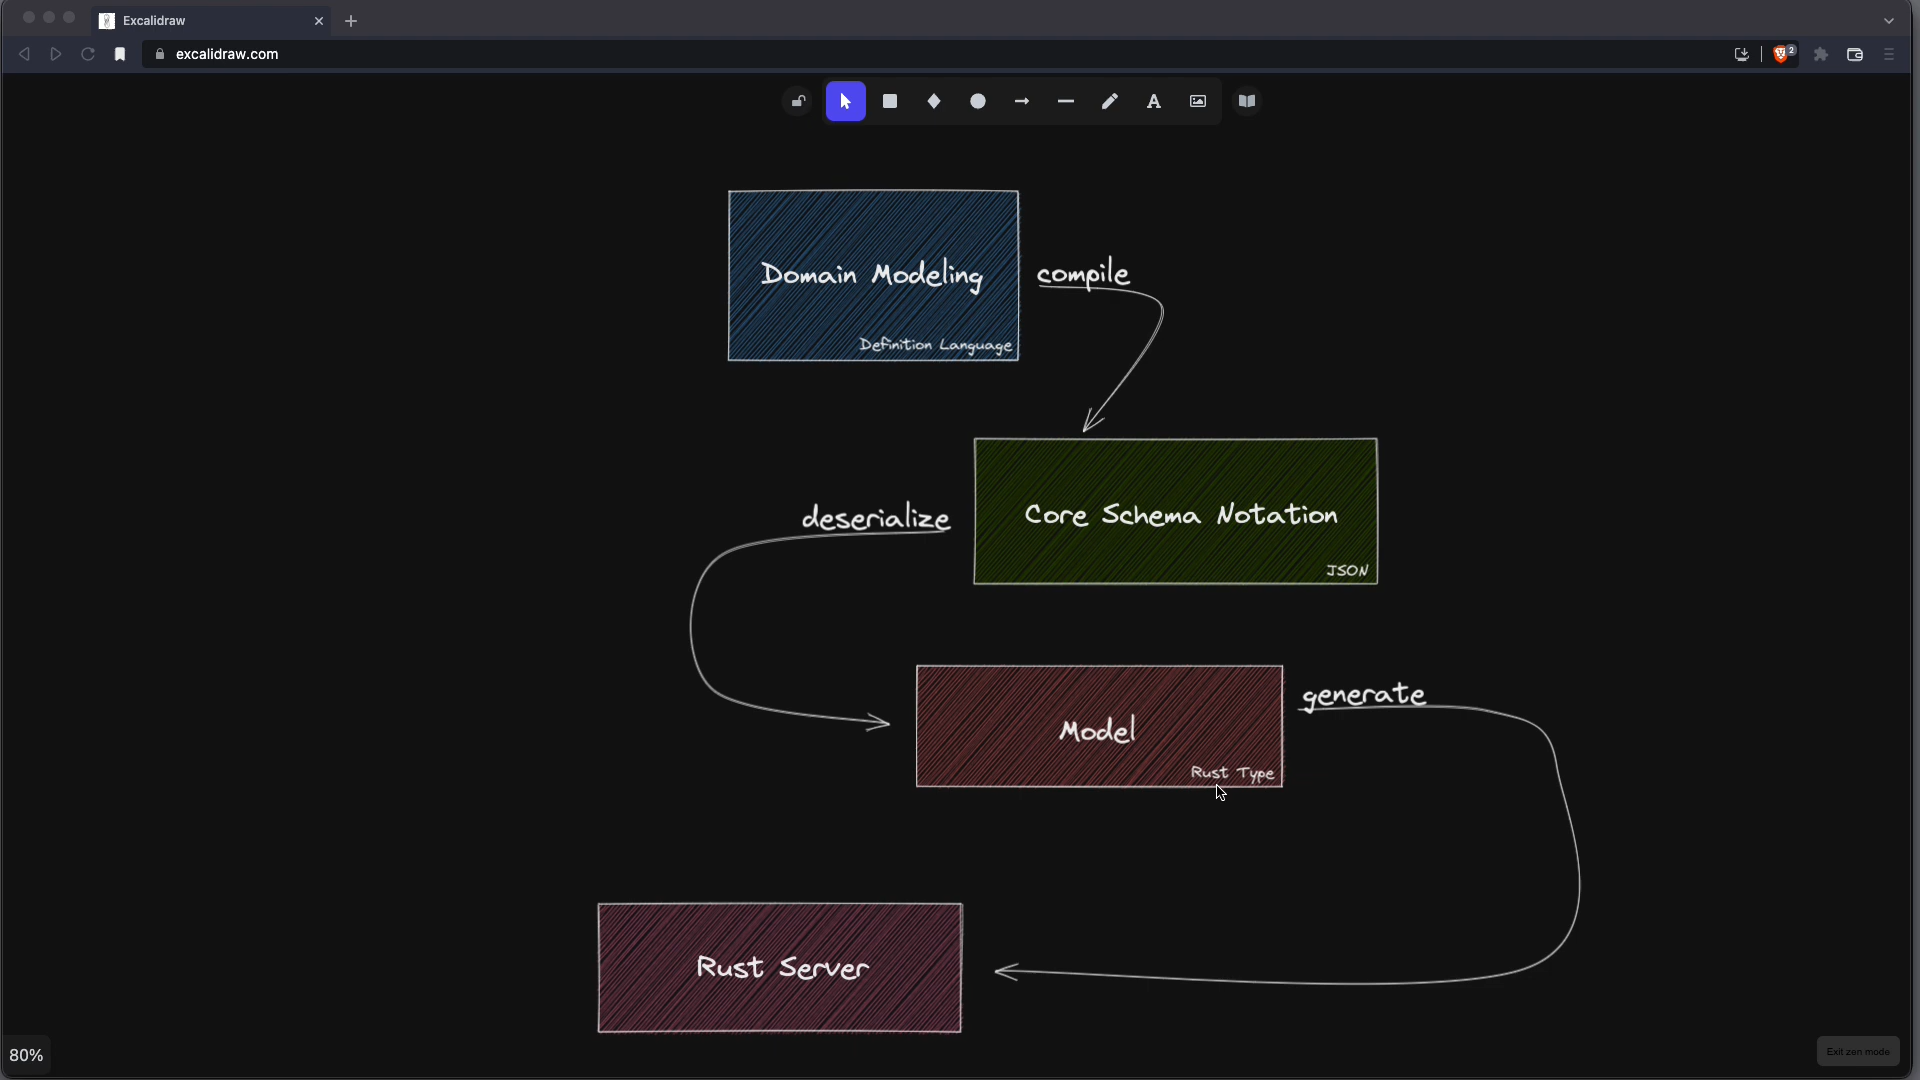 Excalidraw
excalidraw.com
2
A
Domain Modeling
Definition Language
compile
Core Schema Notation
JSON
deserialize
Model
Rust Type
generate
Rust Server
80%
Exit zen mode